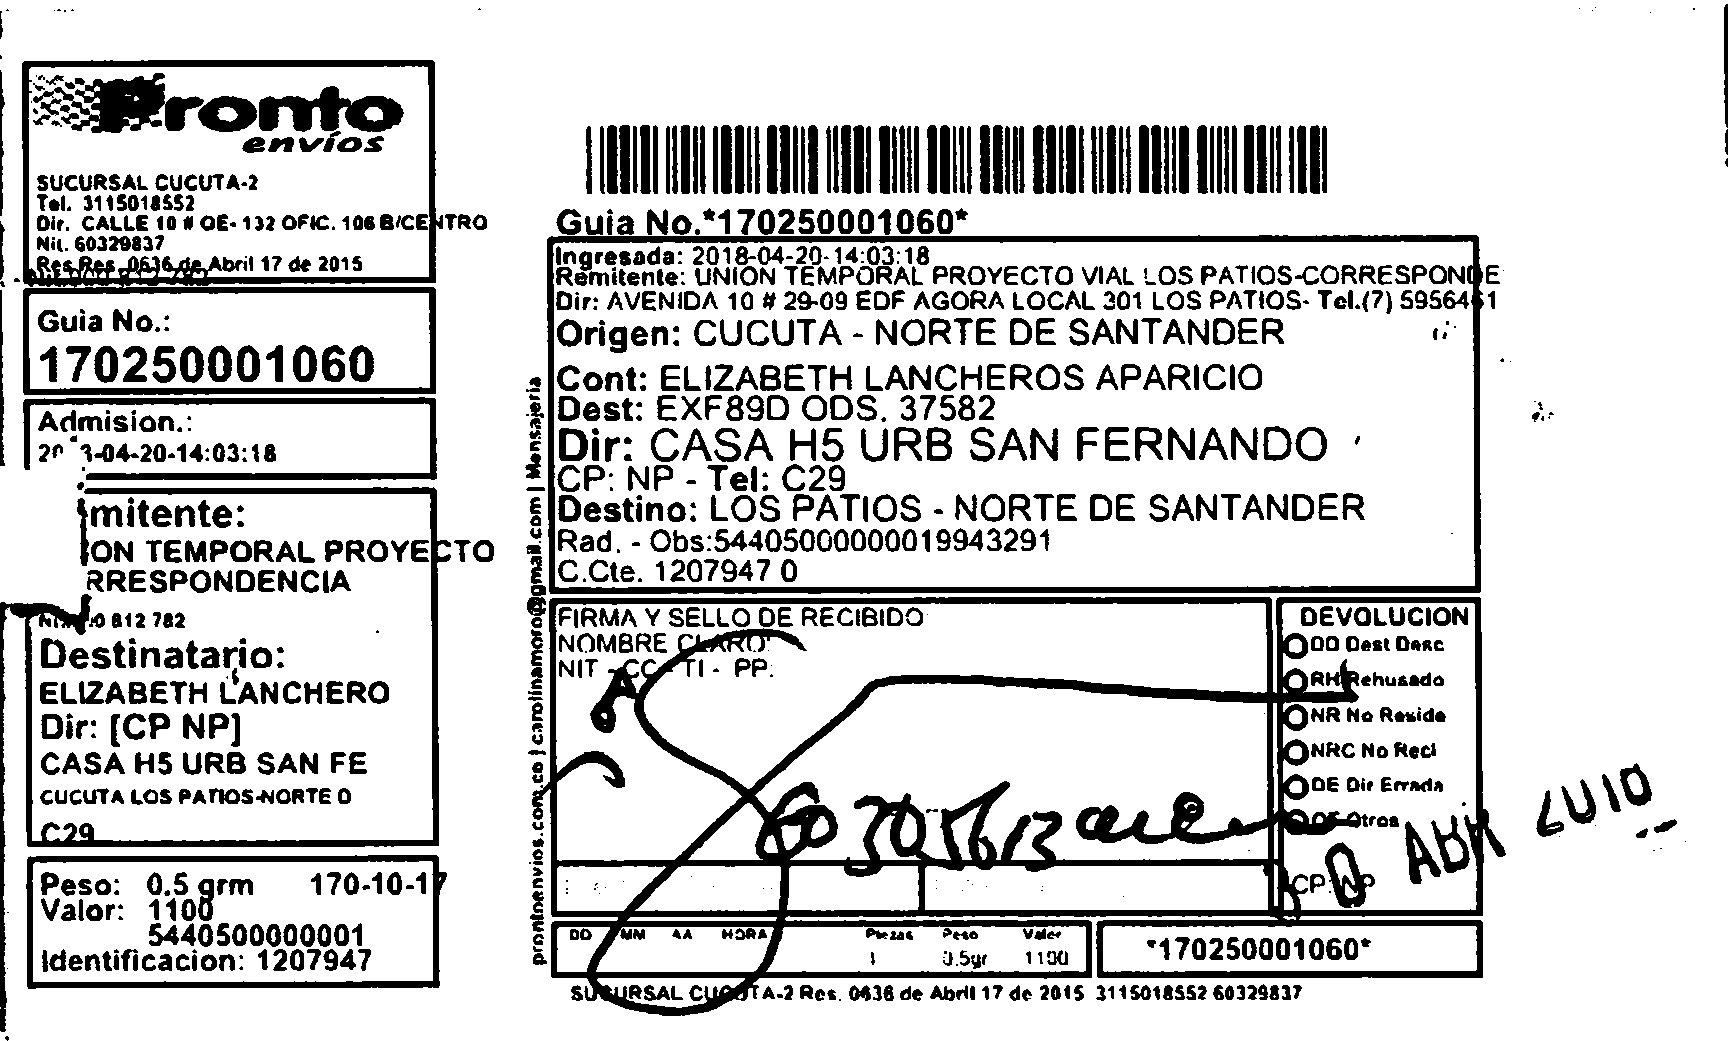 Pronto
envíos
SUCURSAL CUCUTA-2
Tel. 3115018552
Dir. CALLE 10 # OE- 132 OFIC. 106 B/CENTRO
Nit. 60329837
Res Res. 0636 de Abril 17 de 2015
Guia No.:
170250001060
Admision.:
-04-20-14:03:18
mitente:
ION TEMPORAL PROYECTO
RRESPONDENCIA
812 782
Destinatario:
ELIZABETH LANCHERO
Dir: [CP NP]
CASA H5 URB SAN FE
CUCUTA LOS PATIOS-NORTE D
C29
Peso: 0.5 grm 170-10-17
Valor: 1100
5440500000001
Identificacion: 1207947
prontoenvios.com.co | carolinamoro@gmail.com | Mensajeria
Guia No.*170250001060*
Ingresada: 2018-04-20-14:03:18
Remitente: UNION TEMPORAL PROYECTO VIAL LOS PATIOS-CORRESPONDE
Dir: AVENIDA 10 # 29-09 EDF AGORA LOCAL 301 LOS PATIOS- Tel.(7) 5956461
Origen: CUCUTA - NORTE DE SANTANDER
Cont: ELIZABETH LANCHEROS APARICIO
Dest: EXF89D ODS. 37582
Dir: CASA H5 URB SAN FERNANDO
CP: NP - Tel: C29
Destino: LOS PATIOS - NORTE DE SANTANDER
Rad. - Obs:54405000000019943291
C.Cte. 1207947 0
FIRMA Y SELLO DE RECIBIDO
NOMBRE CLARO:
NIT - CC - TI - PP.
60305613
DEVOLUCION
DD Dest Desc
RH Rehusado
NR No Reside
NRC No Recl
DE Dir Errada
OT Otros
CP: NP
ABR
DD MM AA HORA Piezas Peso Valor
1 0.5gr 1100
*170250001060*
SUCURSAL CUCUTA-2 Res. 0636 de Abril 17 de 2015 3115018552 60329837